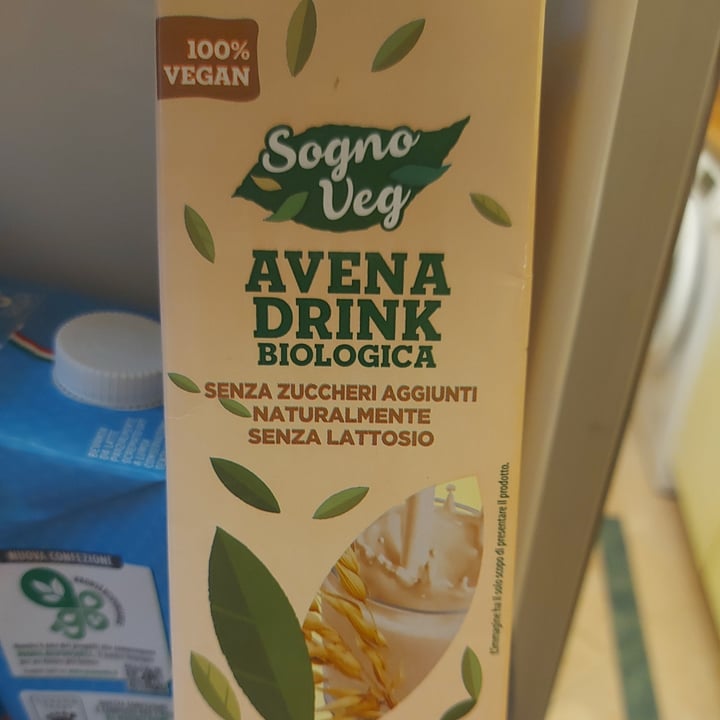 100%
VEGAN
Sogno
Veg
AVENA
DRINK
BIOLOGICA
SENZA ZUCCHERI AGGIUNTI
NATURALMENTE
SENZA LATTOSIO
L'immagine ha il solo scopo di presentare il prodotto.
NUOVA CONFEZIONE